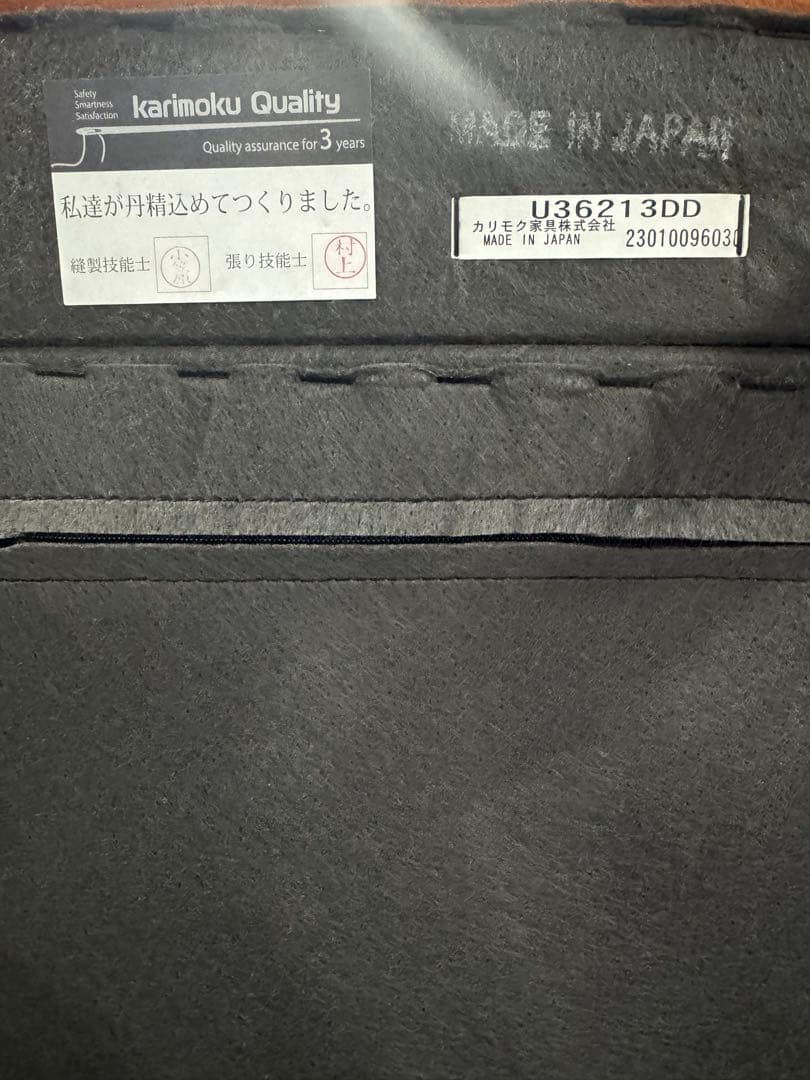 Safety
Smartness
Satisfaction
karimoku Quality
Quality assurance for 3 years
私達が丹精込めてつくりました。
縫製技能士
張り技能士
村上
MADE IN JAPAN
U36213DD
カリモク家具株式会社
MADE IN JAPAN
2301009603